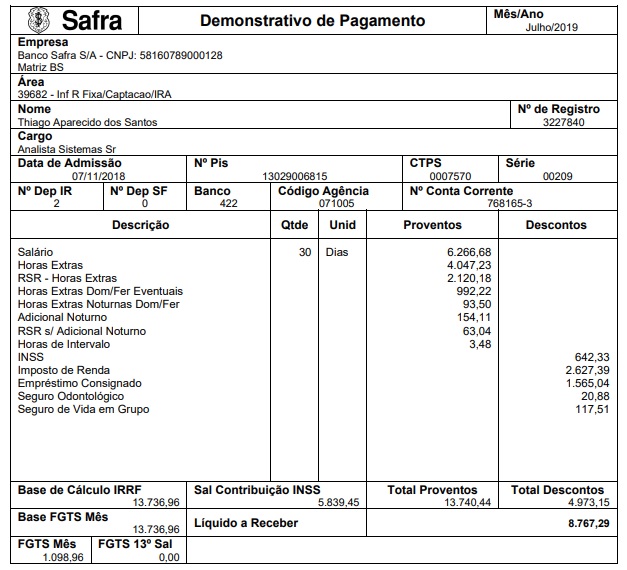 Safra
Demonstrativo de Pagamento
Mês/Ano
Julho/2019
Empresa
Banco Safra S/A - CNPJ: 58160789000128
Matriz BS
Área
39682 - Inf R Fixa/Captacao/IRA
Nome Nº de Registro
Thiago Aparecido dos Santos 3227840
Cargo
Analista Sistemas Sr
Data de Admissão Nº Pis CTPS Série
07/11/2018 13029006815 0007570 00209
Nº Dep IR Nº Dep SF Banco Código Agência Nº Conta Corrente
2 0 422 071005 768165-3
Descrição Qtde Unid Proventos Descontos
Salário 30 Dias 6.266,68
Horas Extras 4.047,23
RSR - Horas Extras 2.120,18
Horas Extras Dom/Fer Eventuais 992,22
Horas Extras Noturnas Dom/Fer 93,50
Adicional Noturno 154,11
RSR s/ Adicional Noturno 63,04
Horas de Intervalo 3,48
INSS 642,33
Imposto de Renda 2.627,39
Empréstimo Consignado 1.565,04
Seguro Odontológico 20,88
Seguro de Vida em Grupo 117,51
Base de Cálculo IRRF Sal Contribuição INSS Total Proventos Total Descontos
13.736,96 5.839,45 13.740,44 4.973,15
Base FGTS Mês Líquido a Receber 8.767,29
13.736,96
FGTS Mês FGTS 13º Sal
1.098,96 0,00